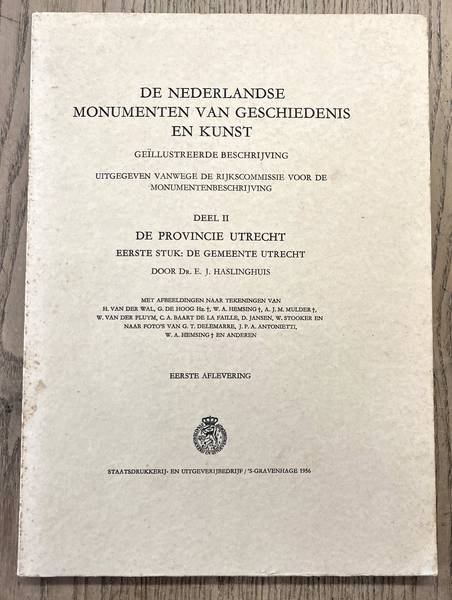 DE NEDERLANDSE
MONUMENTEN VAN GESCHIEDENIS
EN KUNST
GEÏLLUSTREERDE BESCHRIJVING
UITGEGEVEN VANWEGE DE RIJKSCOMMISSIE VOOR DE
MONUMENTENBESCHRIJVING
DEEL II
DE PROVINCIE UTRECHT
EERSTE STUK: DE GEMEENTE UTRECHT
DOOR DR. E. J. HASLINGHUIS
MET AFBEELDINGEN NAAR TEKENINGEN VAN
H. VAN DER WAL, G. DE HOOG HZ.†, W. A. HEMSING†, A. J. M. MULDER†,
W. VAN DER PLUYM, C. A. BAART DE LA FAILLE, D. JANSEN, W. STOOKER EN
NAAR FOTO'S VAN G. T. DELEMARRE, J. P. A. ANTONIETTI,
W. A. HEMSING† EN ANDEREN
EERSTE AFLEVERING
STAATSDRUKKERIJ- EN UITGEVERIJBEDRIJF / 'S-GRAVENHAGE 1956